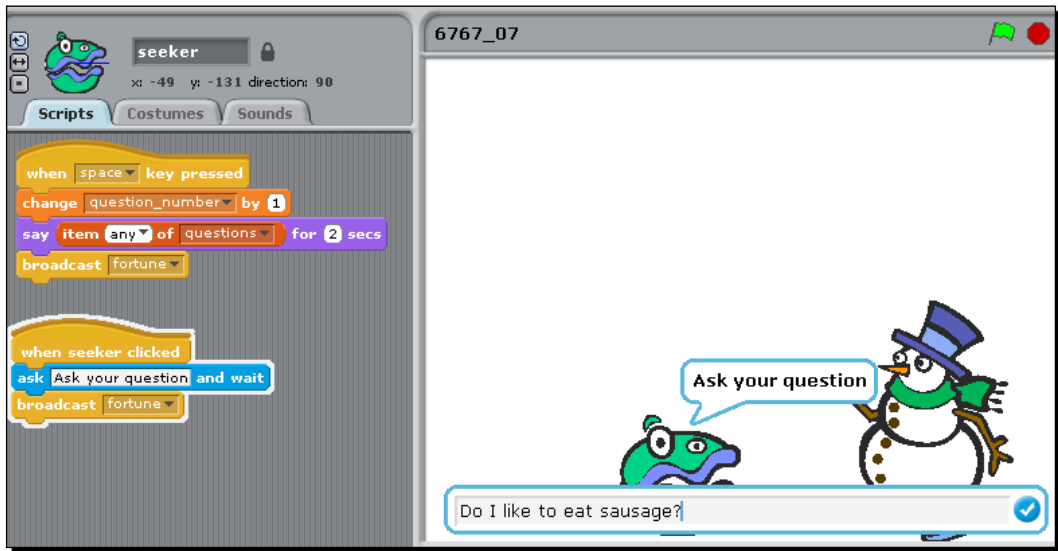 seeker
x: -49 y: -131 direction: 90
Scripts Costumes Sounds
when space key pressed
change question_number by 1
say item any of questions for 2 secs
broadcast fortune
when seeker clicked
ask Ask your question and wait
broadcast fortune
6767_07
Ask your question
Do I like to eat sausage?